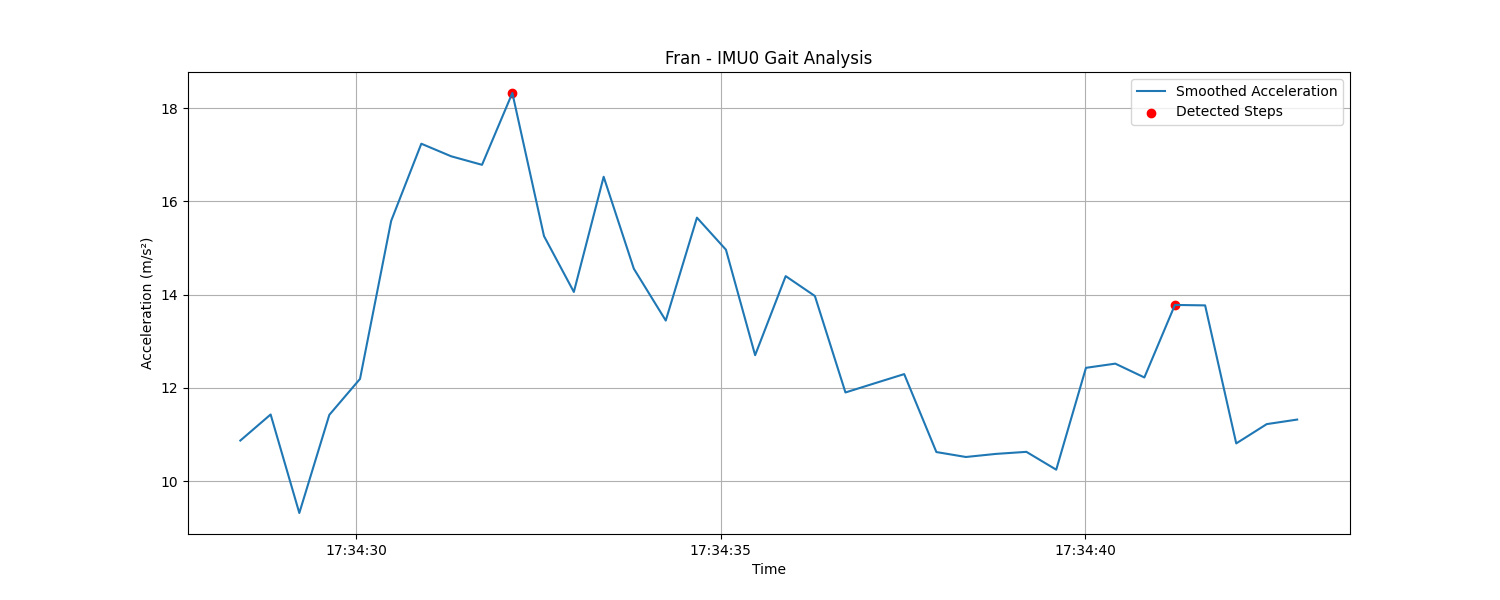 Fran - IMU0 Gait Analysis
Smoothed Acceleration
Detected Steps
Acceleration (m/s²)
18
16
14
12
10
17:34:30
17:34:35
17:34:40
Time